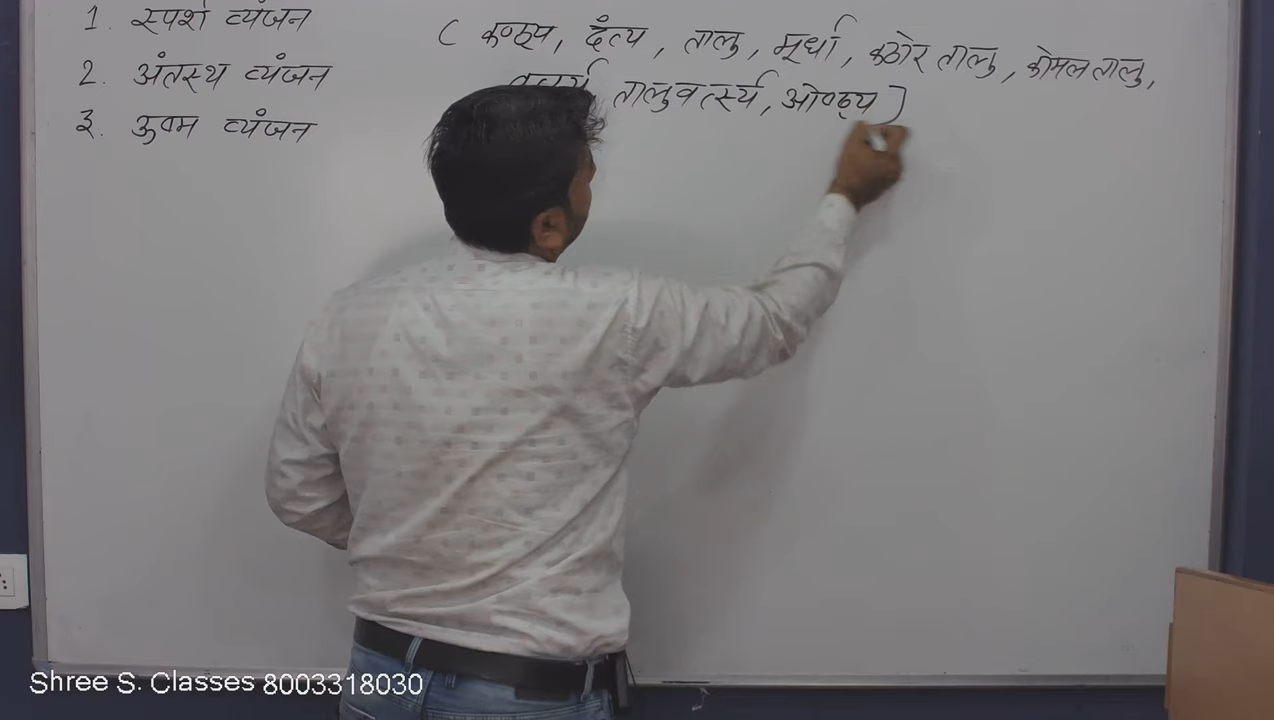 1. स्पर्श व्यंजन
2. अंतस्थ व्यंजन
3. ऊष्म व्यंजन
( कण्ठ्य, दंत्य, तालु, मूर्धा, कठोर तालु, कोमल तालु,
तालुवर्त्स्य, ओष्ठ्य )
Shree S. Classes 8003318030